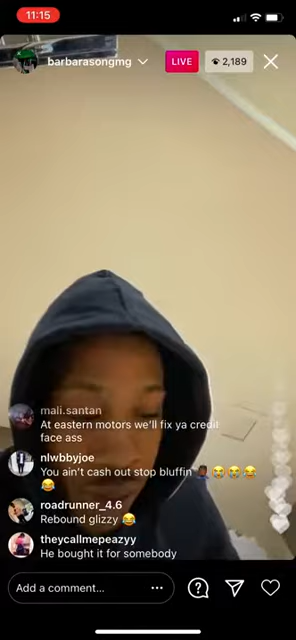 11:15
barbarasongmg
LIVE
2,189
mali.santan
At eastern motors we'll fix ya credit
face ass
nlwbbyjoe
You ain't cash out stop bluffin
roadrunner_4.6
Rebound glizzy
theycallmepeazyy
He bought it for somebody
Add a comment...